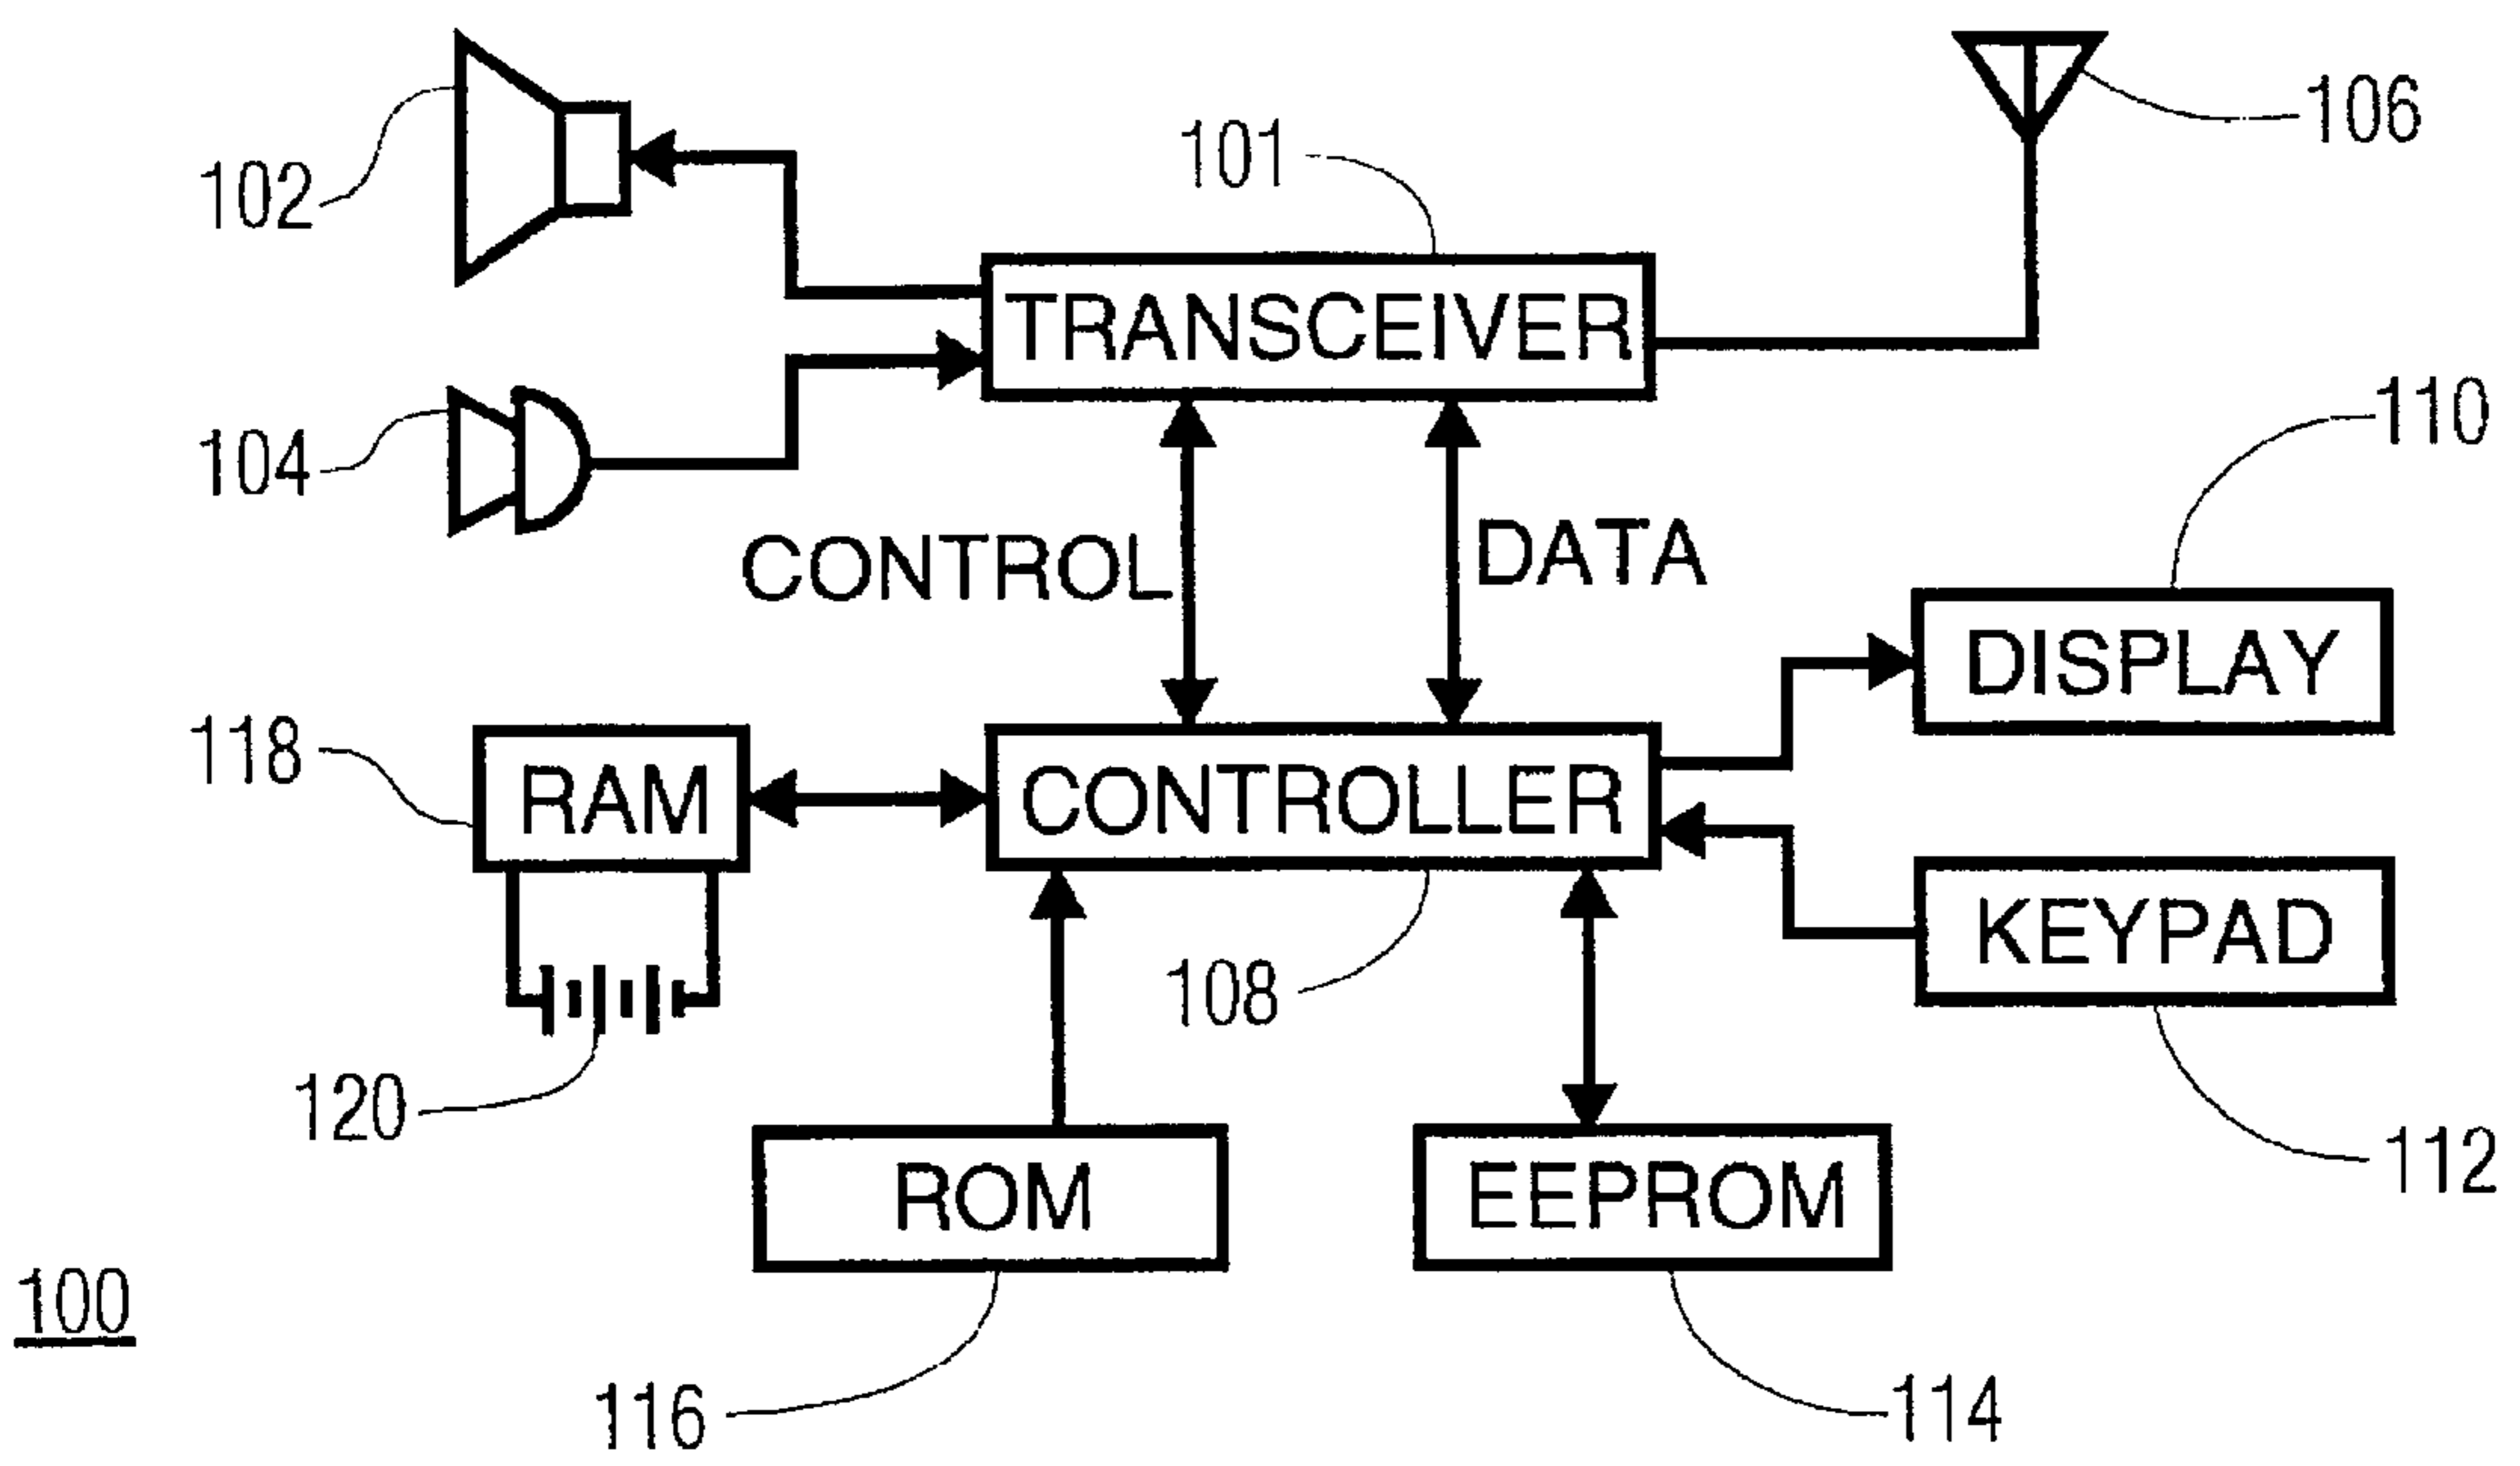 106
101
102
TRANSCEIVER
110
104
DATA
CONTROL
DISPLAY
118
RAM
CONTROLLER
KEYPAD
108
120
112
ROM
EEPROM
100
116
114